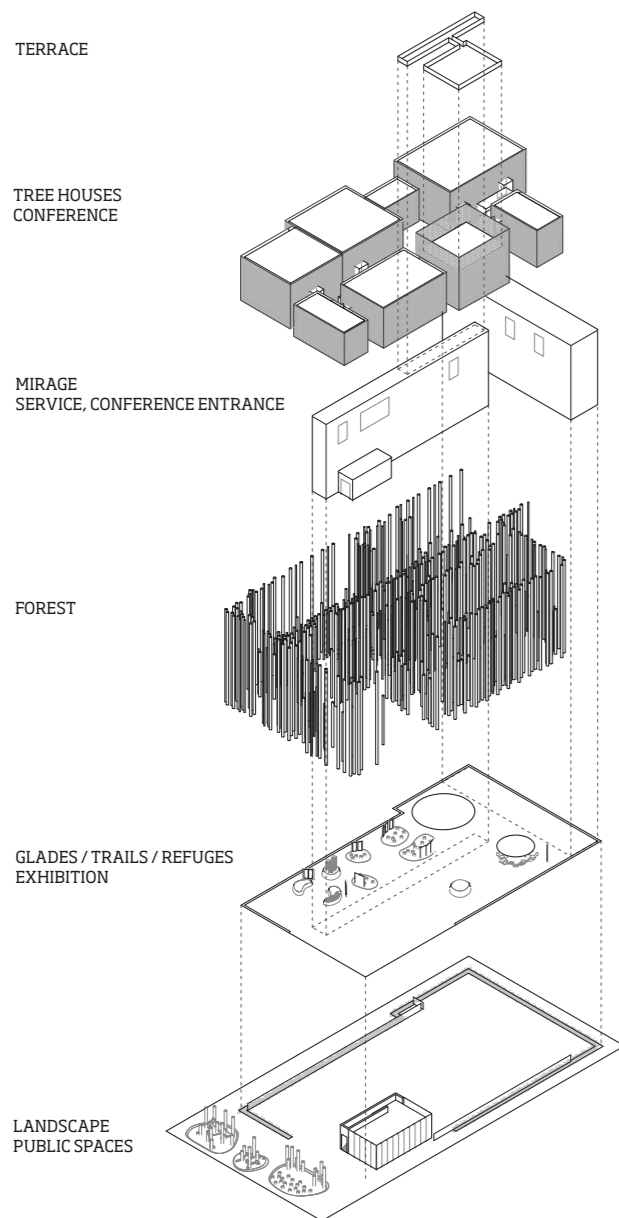 TERRACE
TREE HOUSES
CONFERENCE
MIRAGE
SERVICE, CONFERENCE ENTRANCE
FOREST
GLADES / TRAILS / REFUGES
EXHIBITION
LANDSCAPE
PUBLIC SPACES